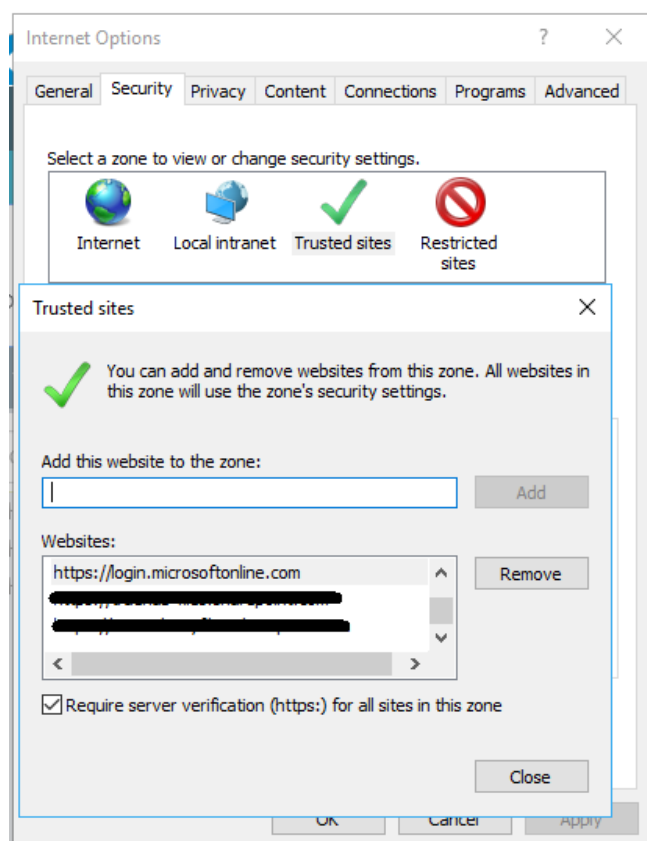 Internet Options
General Security Privacy Content Connections Programs Advanced
Select a zone to view or change security settings.
Internet Local intranet Trusted sites Restricted
sites
Trusted sites
You can add and remove websites from this zone. All websites in
this zone will use the zone's security settings.
Add this website to the zone:
Add
Websites:
https://login.microsoftonline.com
Remove
Require server verification (https:) for all sites in this zone
Close
OK Cancel Apply